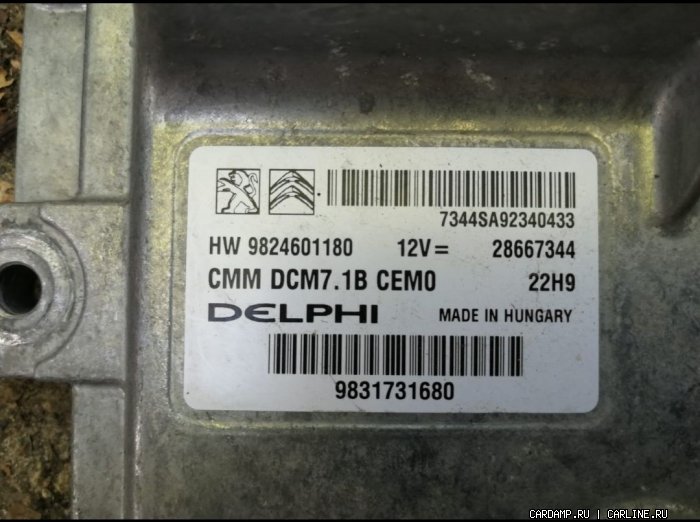 7344SA92340433
HW 9824601180 12V= 28667344
CMM DCM7.1B CEM0 22H9
DELPHI MADE IN HUNGARY
9831731680
CARDAMP.RU | CARLINE.RU